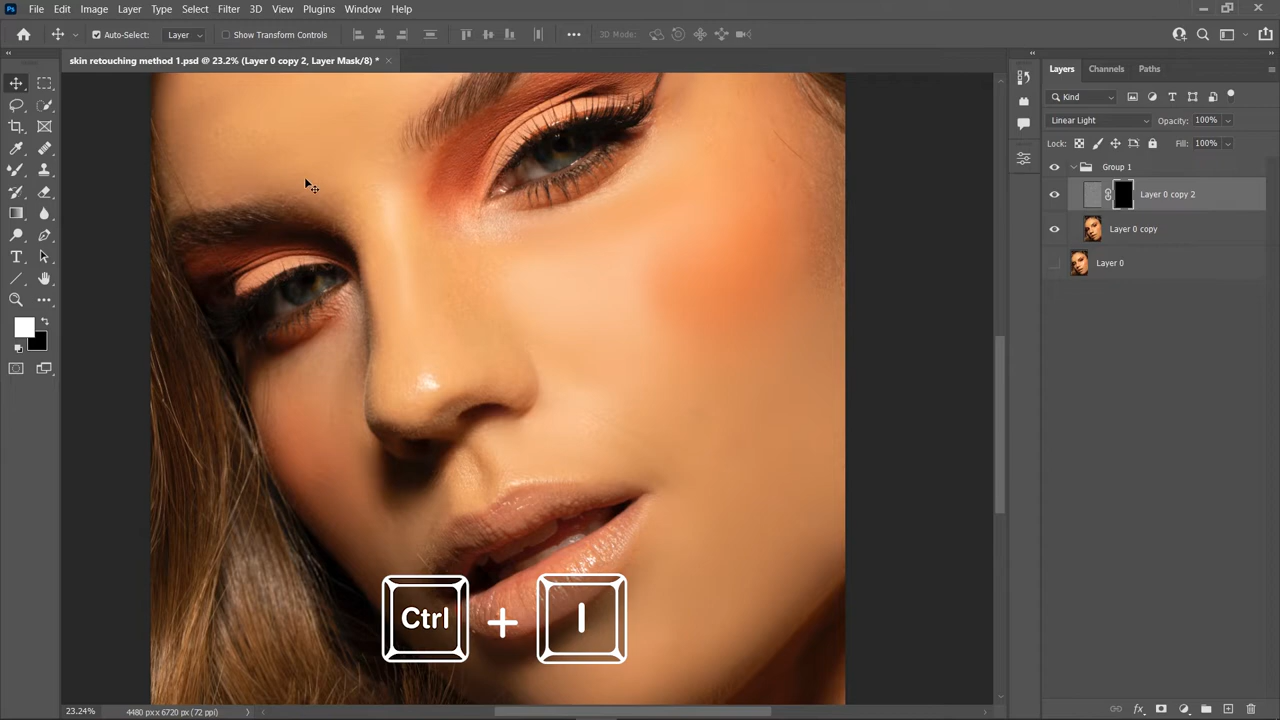 Ps File Edit Image Layer Type Select Filter 3D View Plugins Window Help
Auto-Select: Layer Show Transform Controls 3D Mode:
skin retouching method 1.psd @ 23.2% (Layer 0 copy 2, Layer Mask/8) *
Layers Channels Paths
Kind
Linear Light Opacity: 100%
Lock: Fill: 100%
Group 1
Layer 0 copy 2
Layer 0 copy
Layer 0
Ctrl + I
23.24% 4480 px x 6720 px (72 ppi)